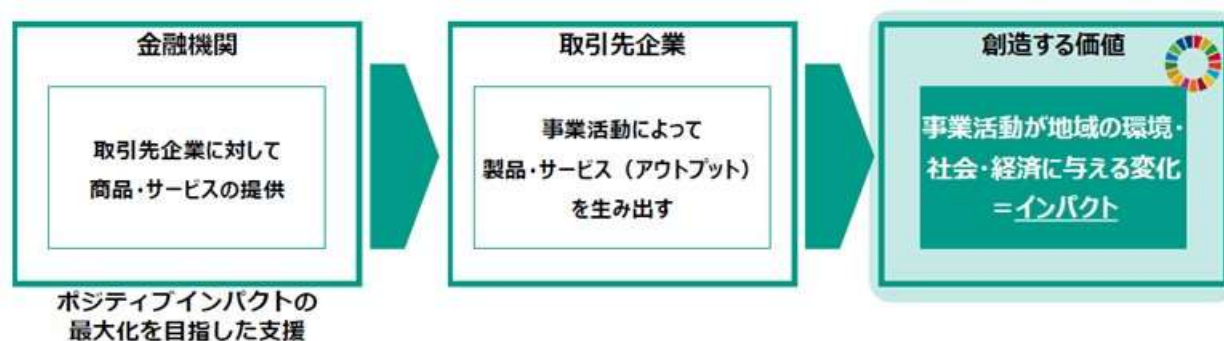 金融機関
取引先企業に対して
商品・サービスの提供
ポジティブインパクトの
最大化を目指した支援
取引先企業
事業活動によって
製品・サービス（アウトプット）
を生み出す
創造する価値
事業活動が地域の環境・
社会・経済に与える変化
＝インパクト